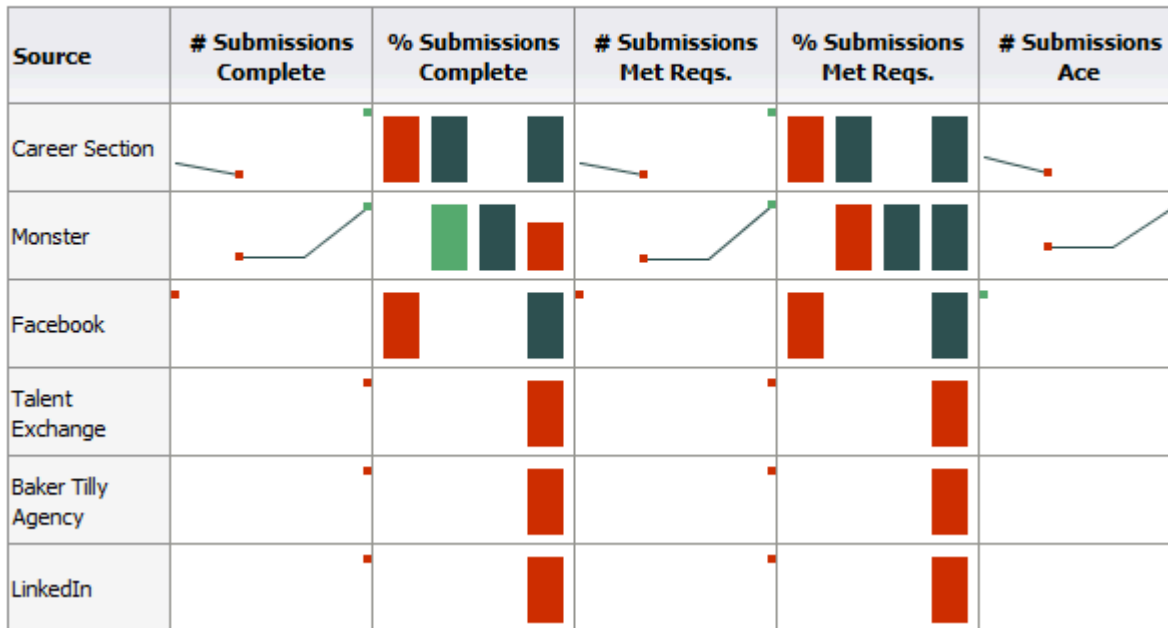 Source
# Submissions
Complete
% Submissions
Complete
# Submissions
Met Reqs.
% Submissions
Met Reqs.
# Submissions
Ace
Career Section
Monster
Facebook
Talent
Exchange
Baker Tilly
Agency
LinkedIn